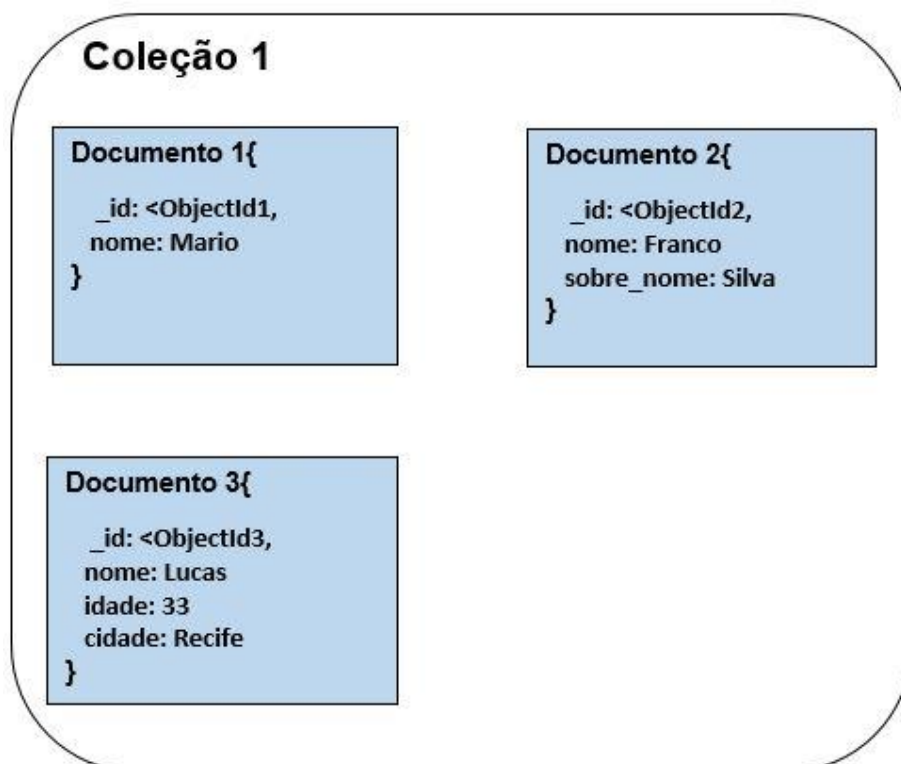 Coleção 1
Documento 1{
_id: <ObjectId1,
nome: Mario
}
Documento 2{
_id: <ObjectId2,
nome: Franco
sobre_nome: Silva
}
Documento 3{
_id: <ObjectId3,
nome: Lucas
idade: 33
cidade: Recife
}